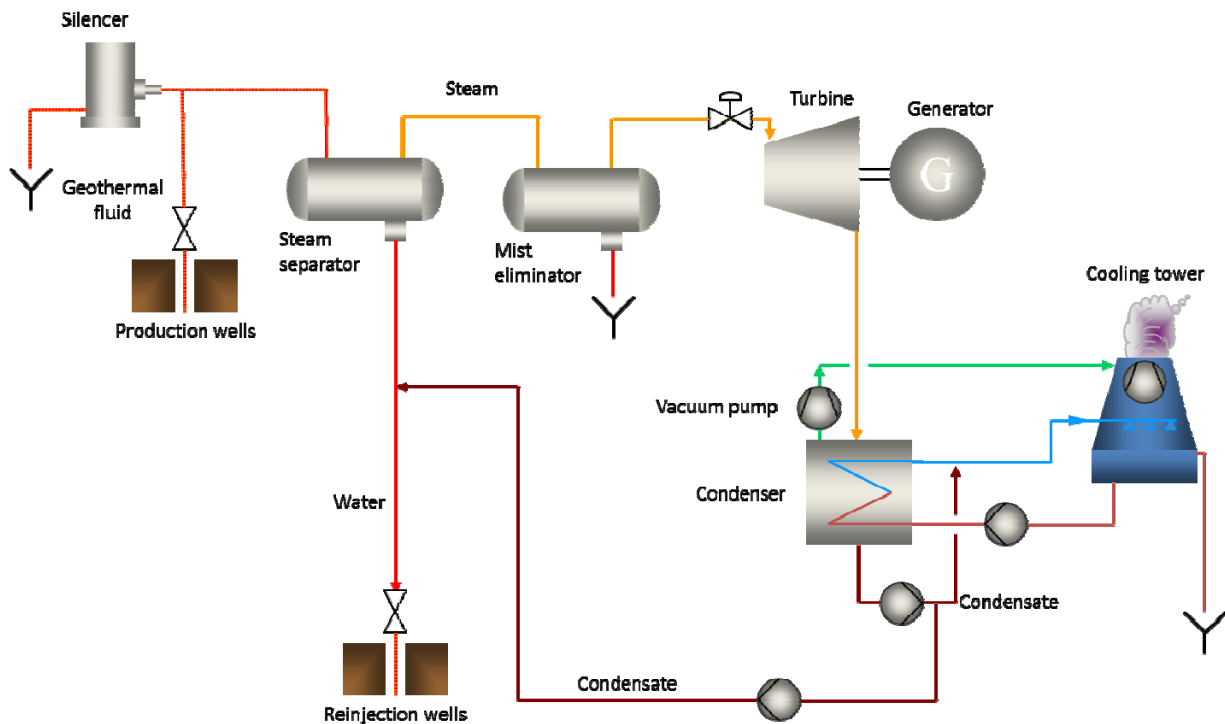 Silencer
Steam
Turbine
Generator
G
Geothermal
fluid
Steam
separator
Mist
eliminator
Cooling tower
Production wells
Vacuum pump
Condenser
Water
Condensate
Condensate
Reinjection wells